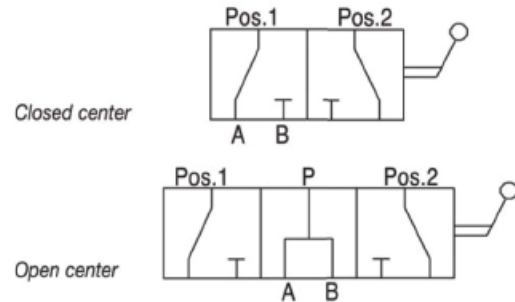 Pos.1 Pos.2
Closed center
A B
Pos.1 P Pos.2
Open center
A B